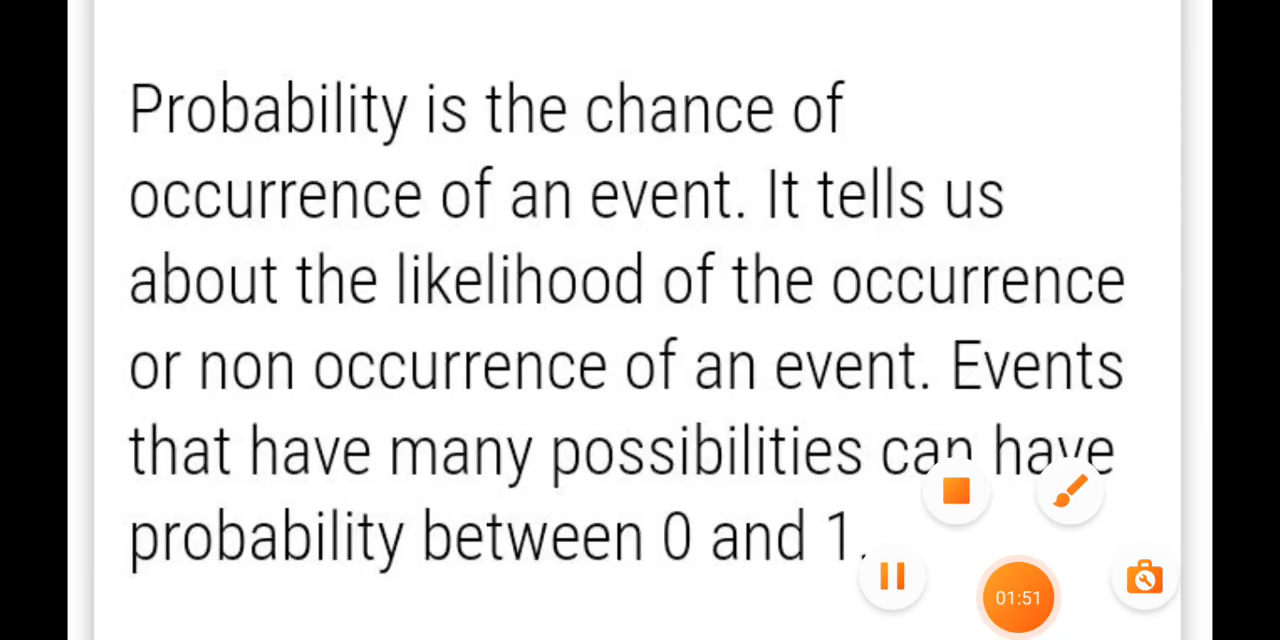 Probability is the chance of
occurrence of an event. It tells us
about the likelihood of the occurrence
or non occurrence of an event. Events
that have many possibilities can have
probability between 0 and 1.
01:51